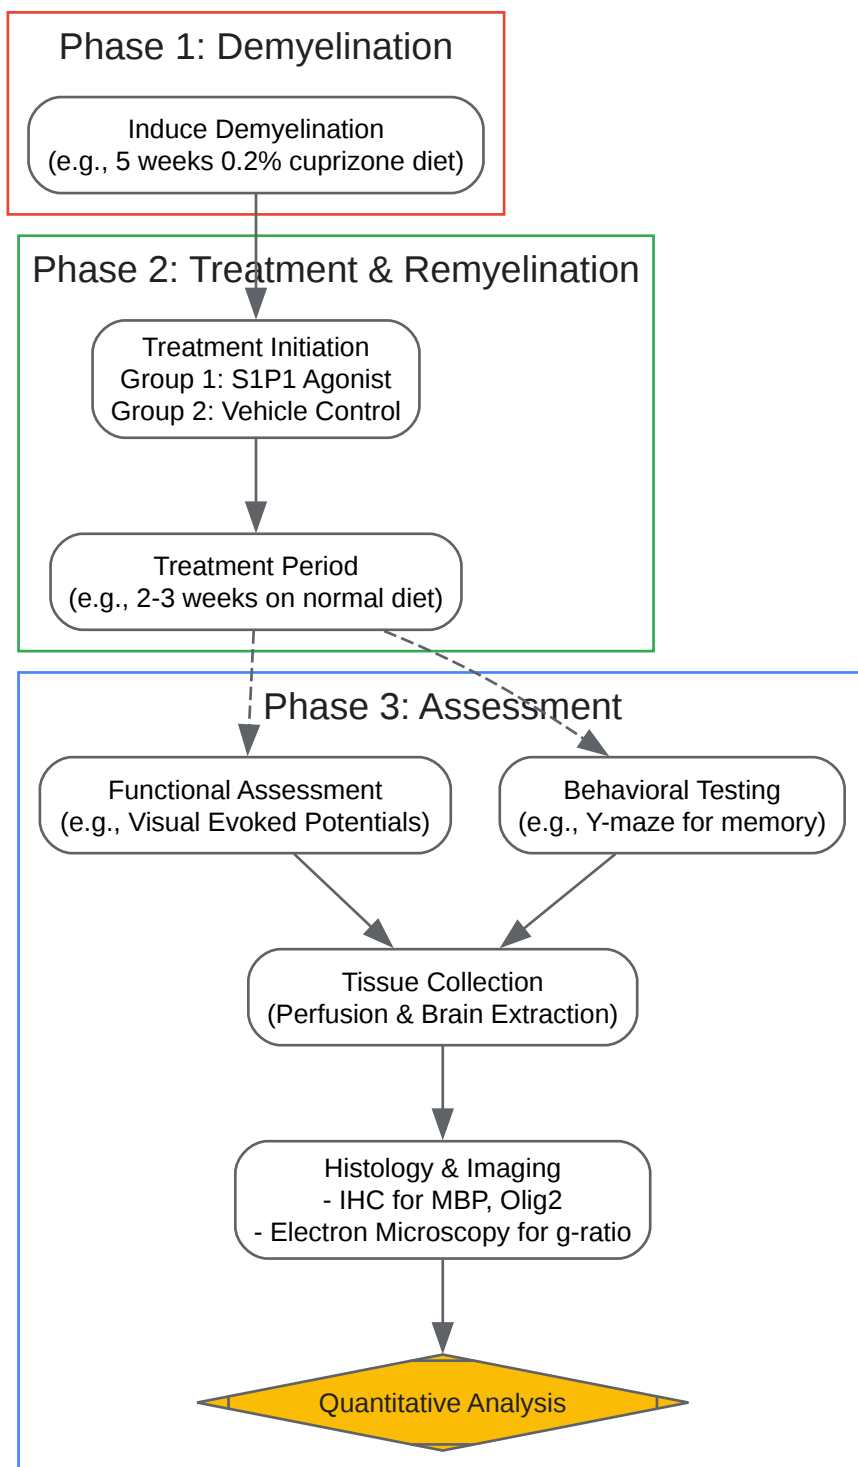 Phase 1: Demyelination
Induce Demyelination
(e.g., 5 weeks 0.2% cuprizone diet)
Phase 2: Treatment & Remyelination
Treatment Initiation
Group 1: S1P1 Agonist
Group 2: Vehicle Control
Treatment Period
(e.g., 2-3 weeks on normal diet)
Phase 3: Assessment
Functional Assessment
(e.g., Visual Evoked Potentials)
Behavioral Testing
(e.g., Y-maze for memory)
Tissue Collection
(Perfusion & Brain Extraction)
Histology & Imaging
- IHC for MBP, Olig2
- Electron Microscopy for g-ratio
Quantitative Analysis